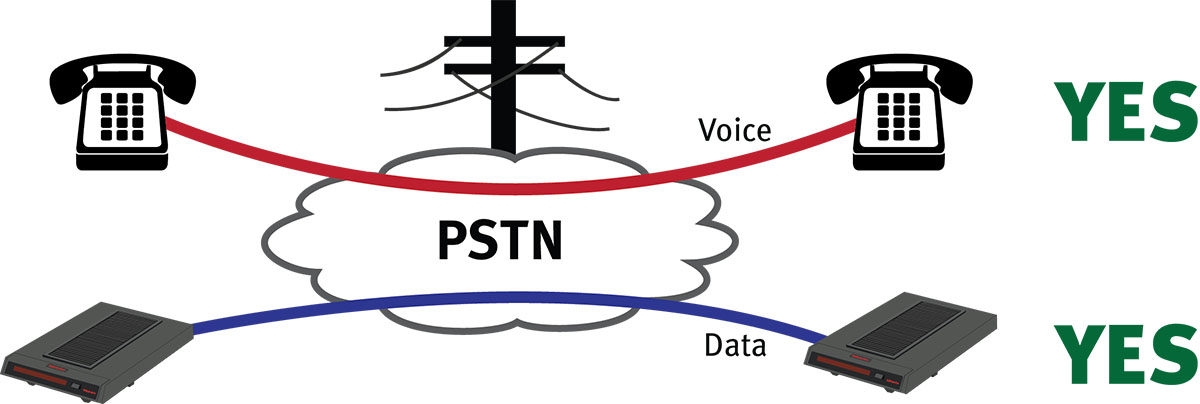 Voice
YES
PSTN
Data
YES